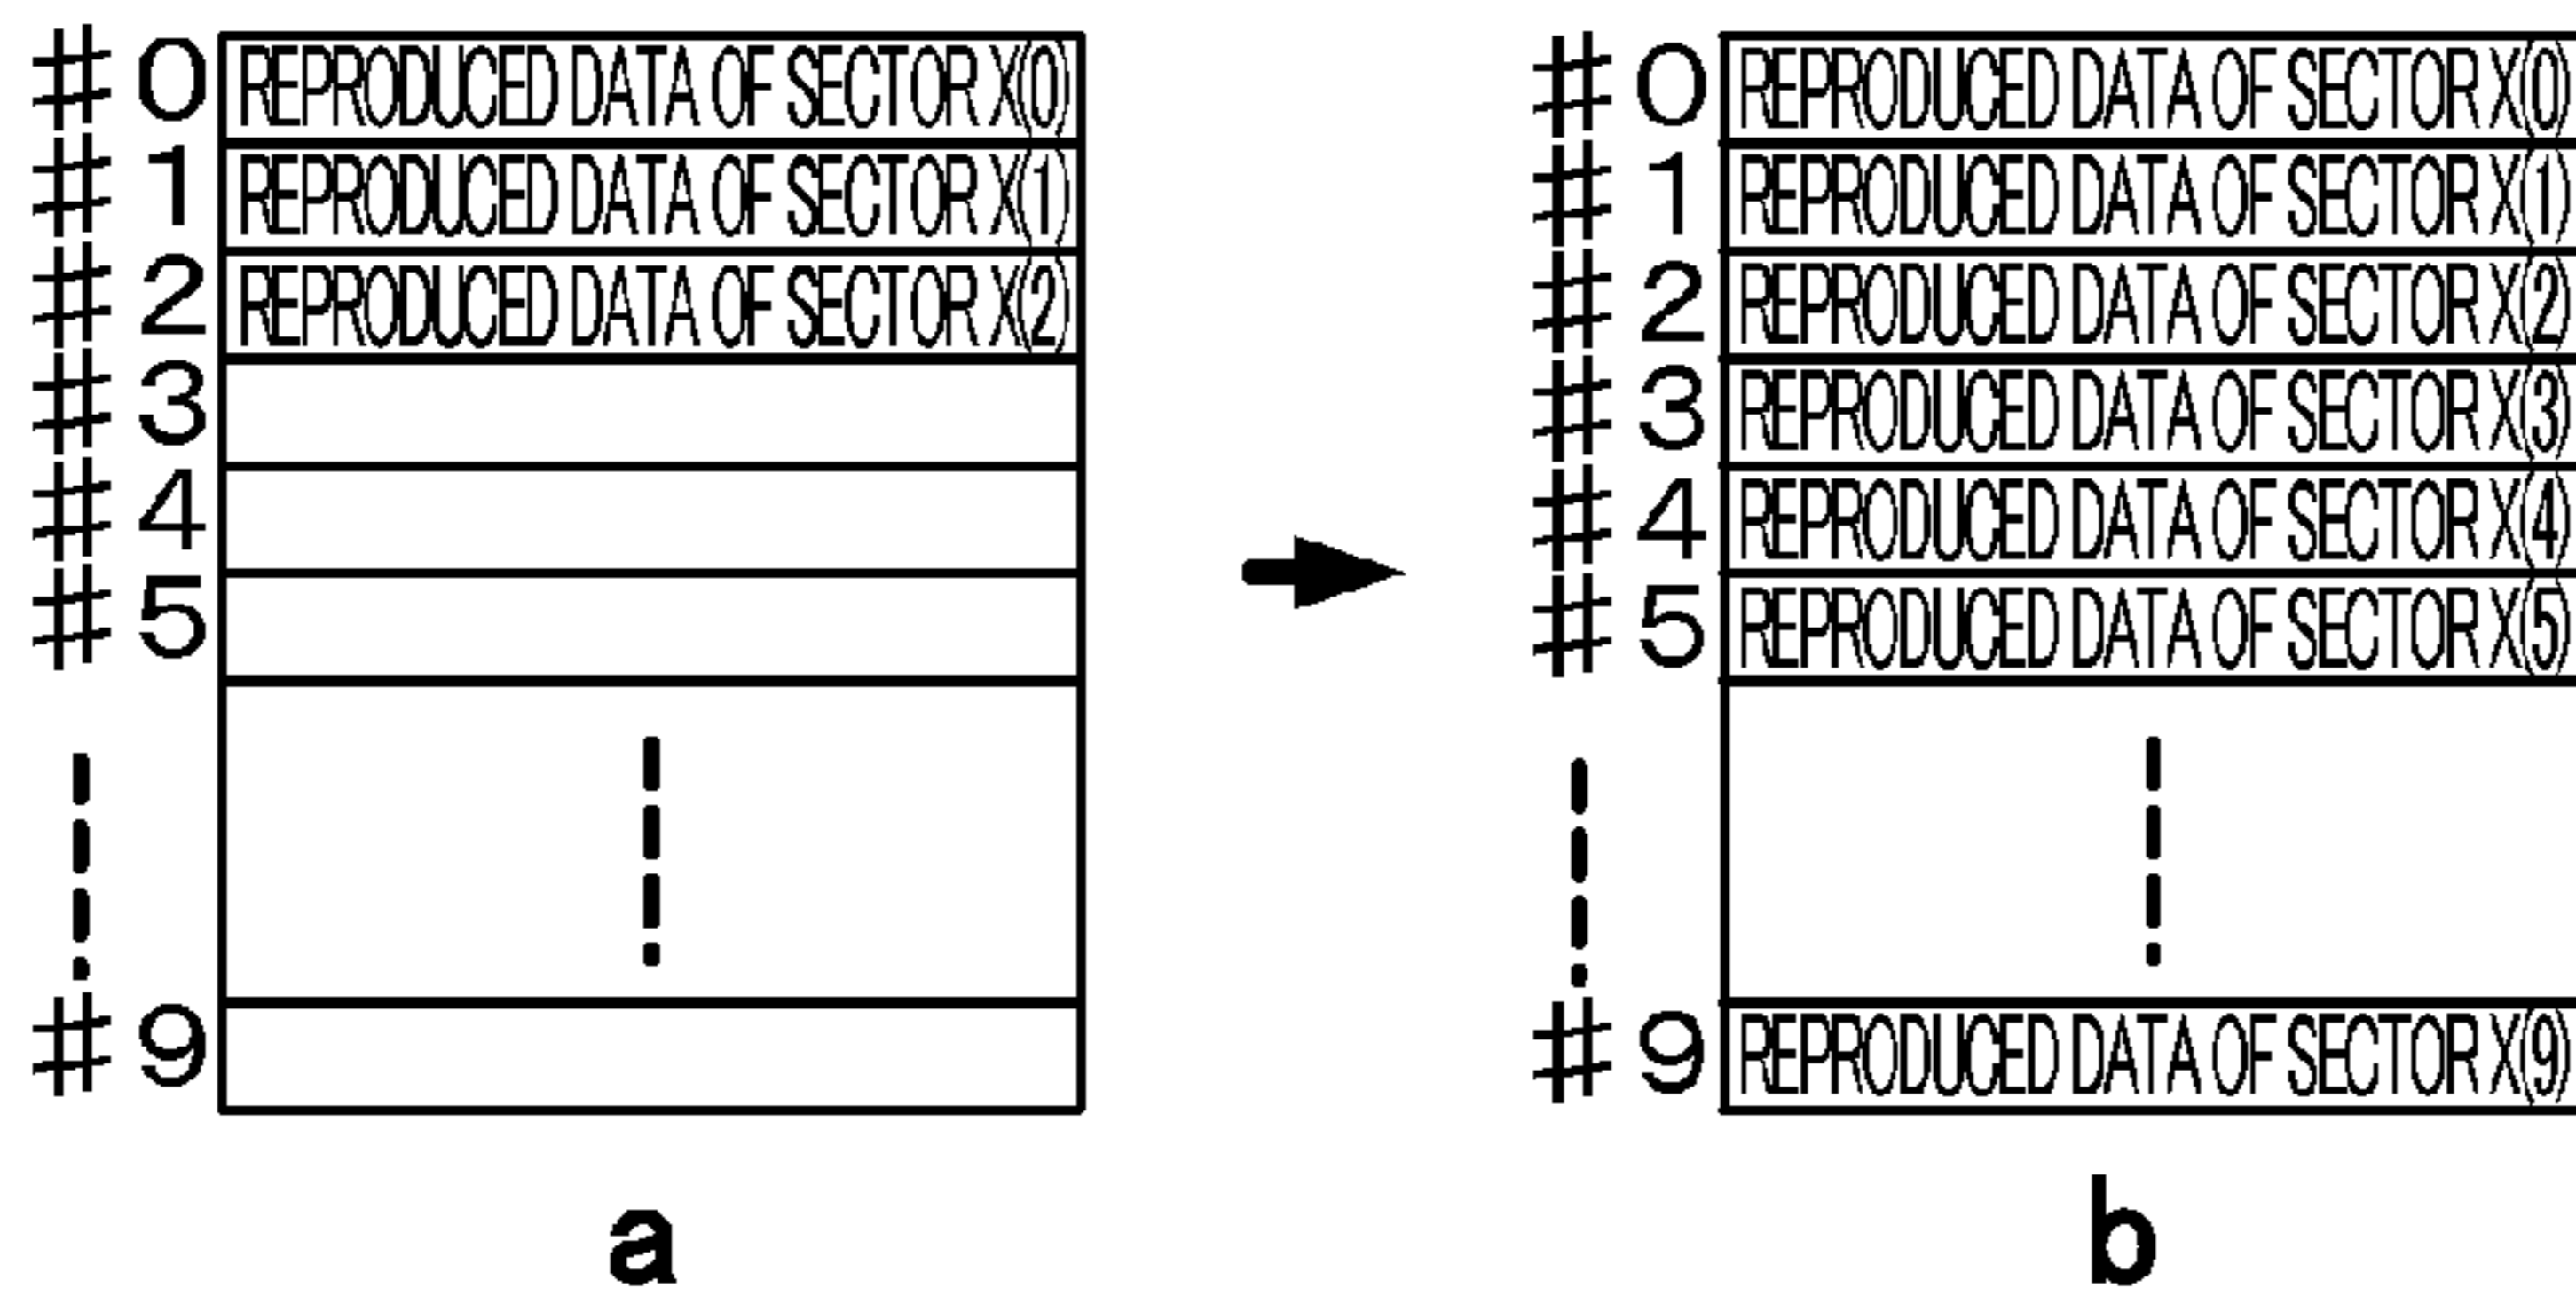 #0 REPRODUCED DATA OF SECTOR X(0)
#1 REPRODUCED DATA OF SECTOR X(1)
#2 REPRODUCED DATA OF SECTOR X(2)
#3
#4
#5
#9
a
#0 REPRODUCED DATA OF SECTOR X(0)
#1 REPRODUCED DATA OF SECTOR X(1)
#2 REPRODUCED DATA OF SECTOR X(2)
#3 REPRODUCED DATA OF SECTOR X(3)
#4 REPRODUCED DATA OF SECTOR X(4)
#5 REPRODUCED DATA OF SECTOR X(5)
#9 REPRODUCED DATA OF SECTOR X(9)
b